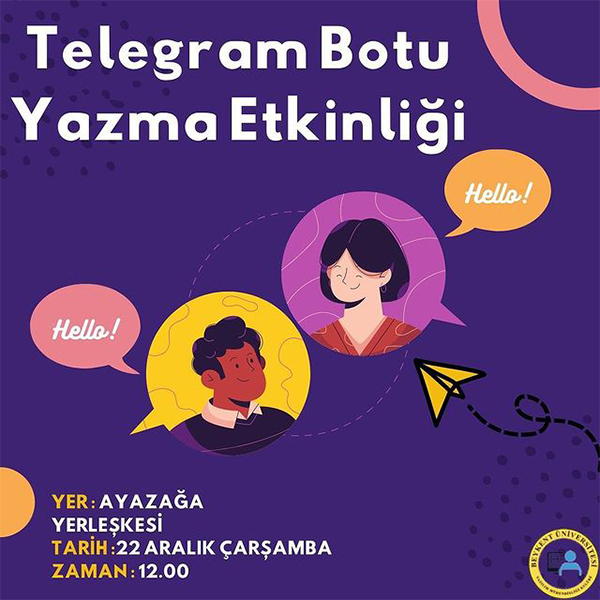 Telegram Botu
Yazma Etkinliği
Hello!
Hello!
YER : AYAZAĞA
YERLEŞKESİ
TARİH :22 ARALIK ÇARŞAMBA
ZAMAN : 12.00
BEYKENT ÜNİVERSİTESİ